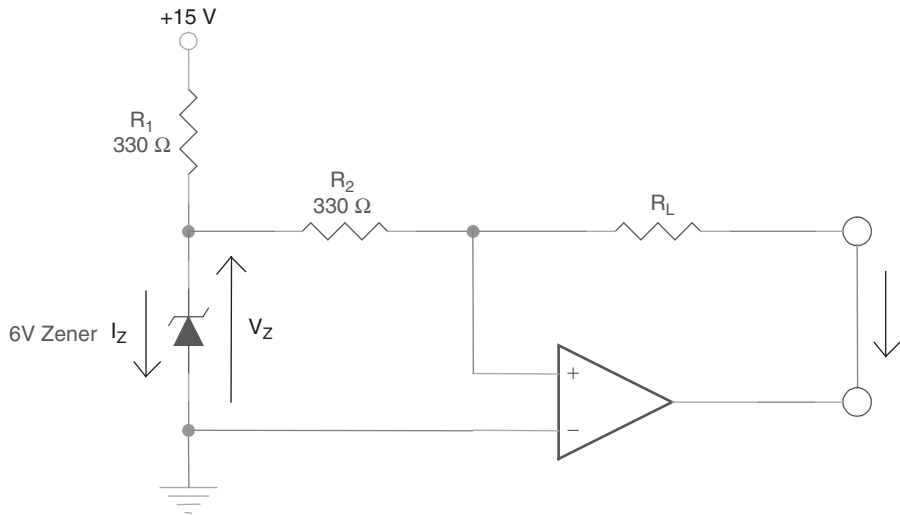 +15 V
R1
330 Ω
R2
330 Ω
RL
6V Zener
IZ
VZ
+
−